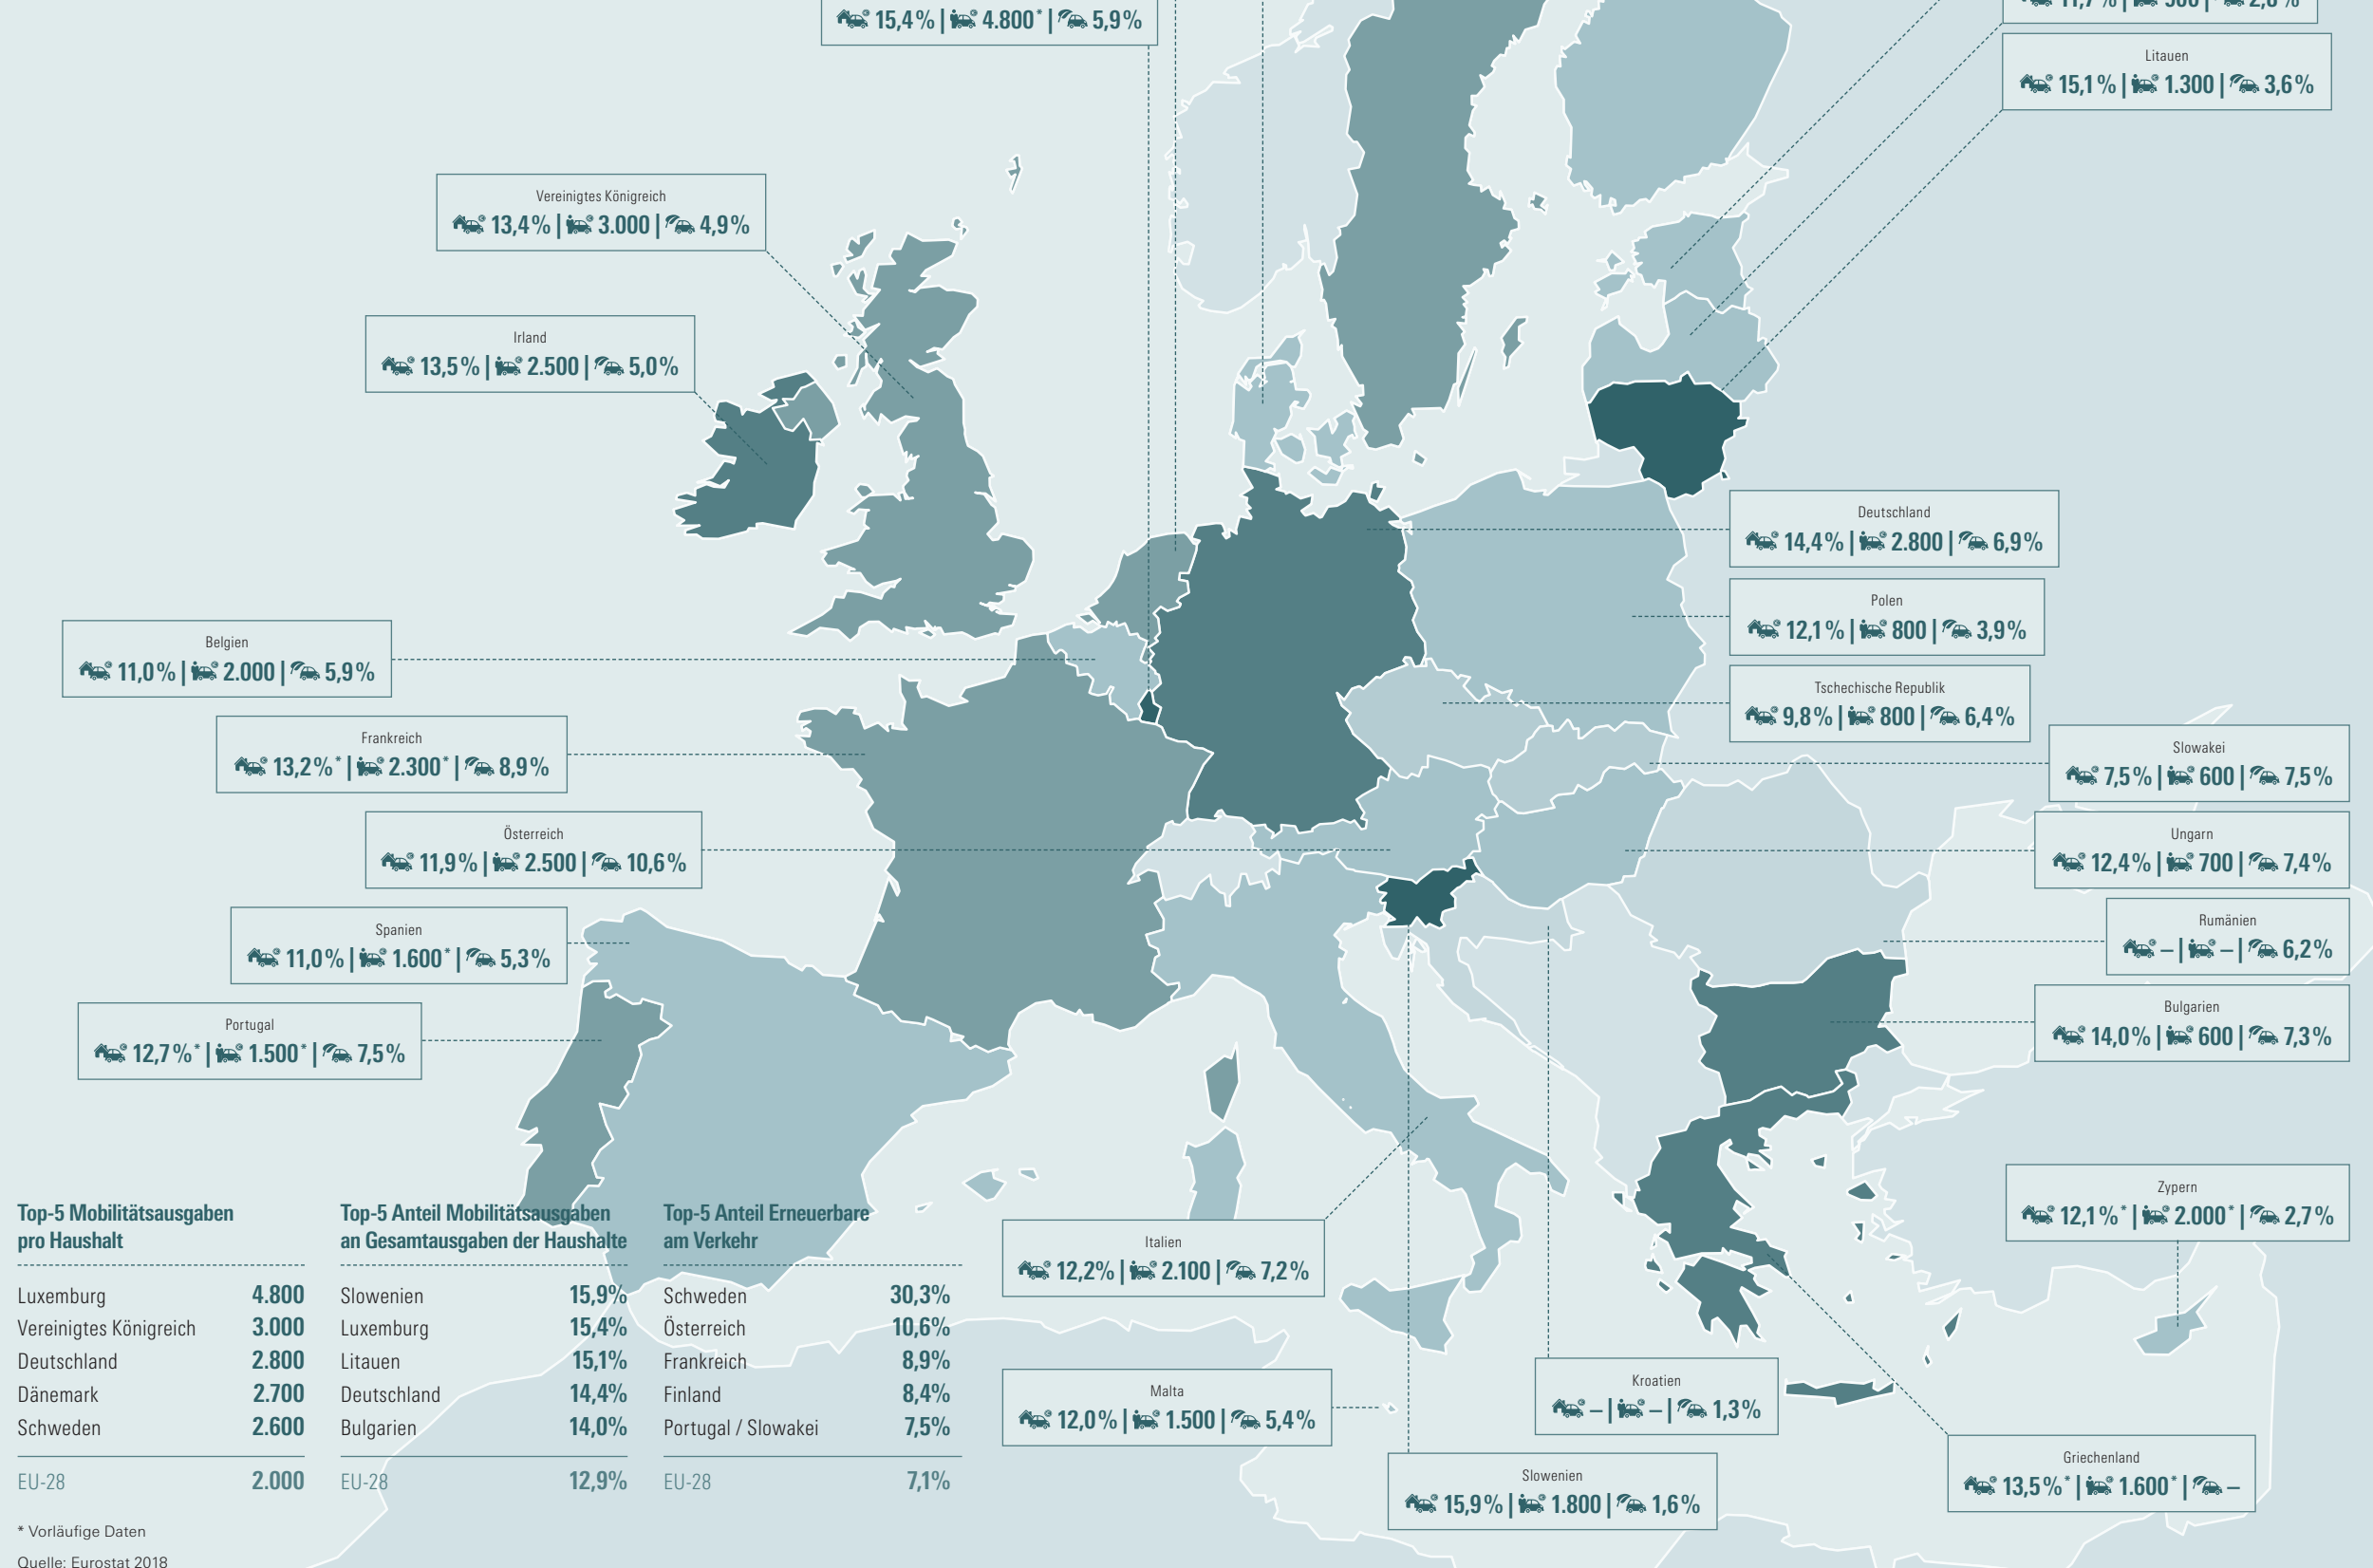 15,4 % | 4.800* | 5,9 %
Litauen
15,1 % | 1.300 | 3,6 %
Vereinigtes Königreich
13,4 % | 3.000 | 4,9 %
Irland
13,5 % | 2.500 | 5,0 %
Deutschland
14,4 % | 2.800 | 6,9 %
Polen
12,1 % | 800 | 3,9 %
Belgien
11,0 % | 2.000 | 5,9 %
Tschechische Republik
9,8 % | 800 | 6,4 %
Frankreich
13,2 %* | 2.300* | 8,9 %
Slowakei
7,5 % | 600 | 7,5 %
Österreich
11,9 % | 2.500 | 10,6 %
Ungarn
12,4 % | 700 | 7,4 %
Spanien
11,0 % | 1.600* | 5,3 %
Rumänien
– | – | 6,2 %
Portugal
12,7 %* | 1.500* | 7,5 %
Bulgarien
14,0 % | 600 | 7,3 %
Zypern
12,1 %* | 2.000* | 2,7 %
Italien
12,2% | 2.100 | 7,2 %
Malta
12,0 % | 1.500 | 5,4 %
Kroatien
– | – | 1,3 %
Slowenien
15,9 % | 1.800 | 1,6 %
Griechenland
13,5 %* | 1.600* | –
Top-5 Mobilitätsausgaben
pro Haushalt
Luxemburg 4.800
Vereinigtes Königreich 3.000
Deutschland 2.800
Dänemark 2.700
Schweden 2.600
EU-28 2.000
Top-5 Anteil Mobilitätsausgaben
an Gesamtausgaben der Haushalte
Slowenien 15,9%
Luxemburg 15,4%
Litauen 15,1%
Deutschland 14,4%
Bulgarien 14,0%
EU-28 12,9%
Top-5 Anteil Erneuerbare
am Verkehr
Schweden 30,3%
Österreich 10,6%
Frankreich 8,9%
Finland 8,4%
Portugal / Slowakei 7,5%
EU-28 7,1%
* Vorläufige Daten
Quelle: Eurostat 2018